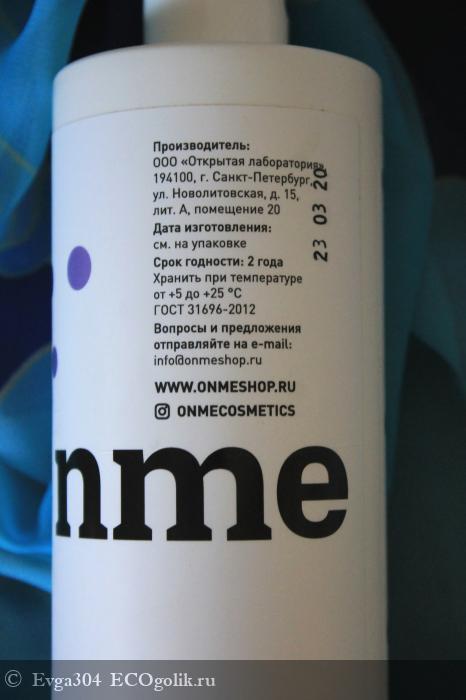 Производитель:
ООО «Открытая лаборатория»,
194100, г. Санкт-Петербург,
ул. Новолитовская, д. 15,
лит. А, помещение 20
Дата изготовления:
см. на упаковке
Срок годности: 2 года
Хранить при температуре
от +5 до +25 °C
ГОСТ 31696-2012
Вопросы и предложения
отправляйте на e-mail:
info@onmeshop.ru
WWW.ONMESHOP.RU
ONMECOSMETICS
23 03 20
nme
© Evga304 ECOgolik.ru